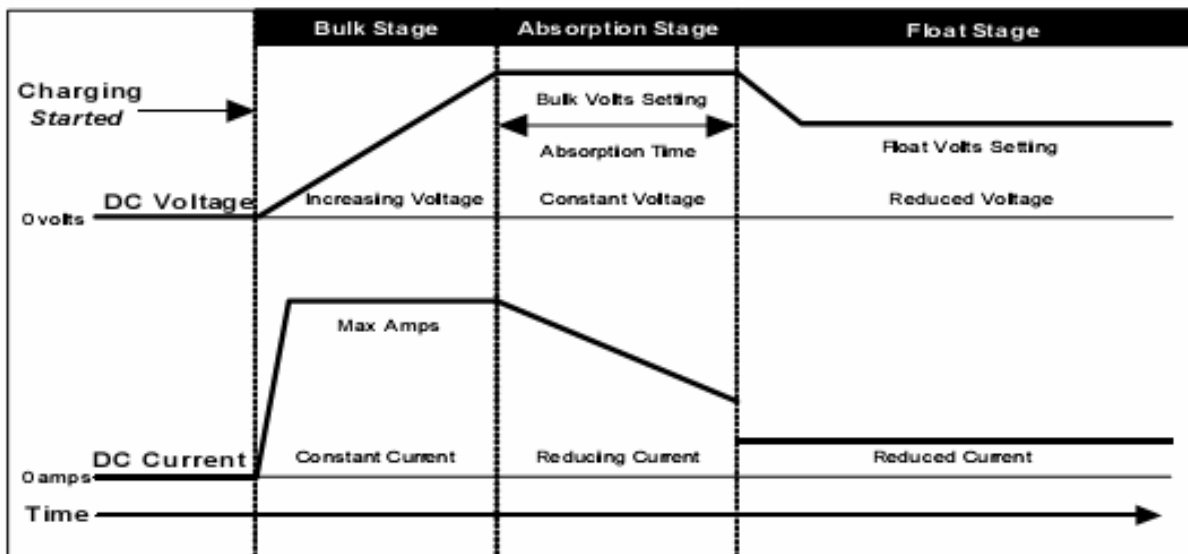 Bulk Stage Absorption Stage Float Stage
Charging
Started
Bulk Volts Setting
Absorption Time
Float Volts Setting
DC Voltage
Increasing Voltage Constant Voltage Reduced Voltage
0 volts
Max Amps
DC Current
Constant Current Reducing Current Reduced Current
0 amps
Time